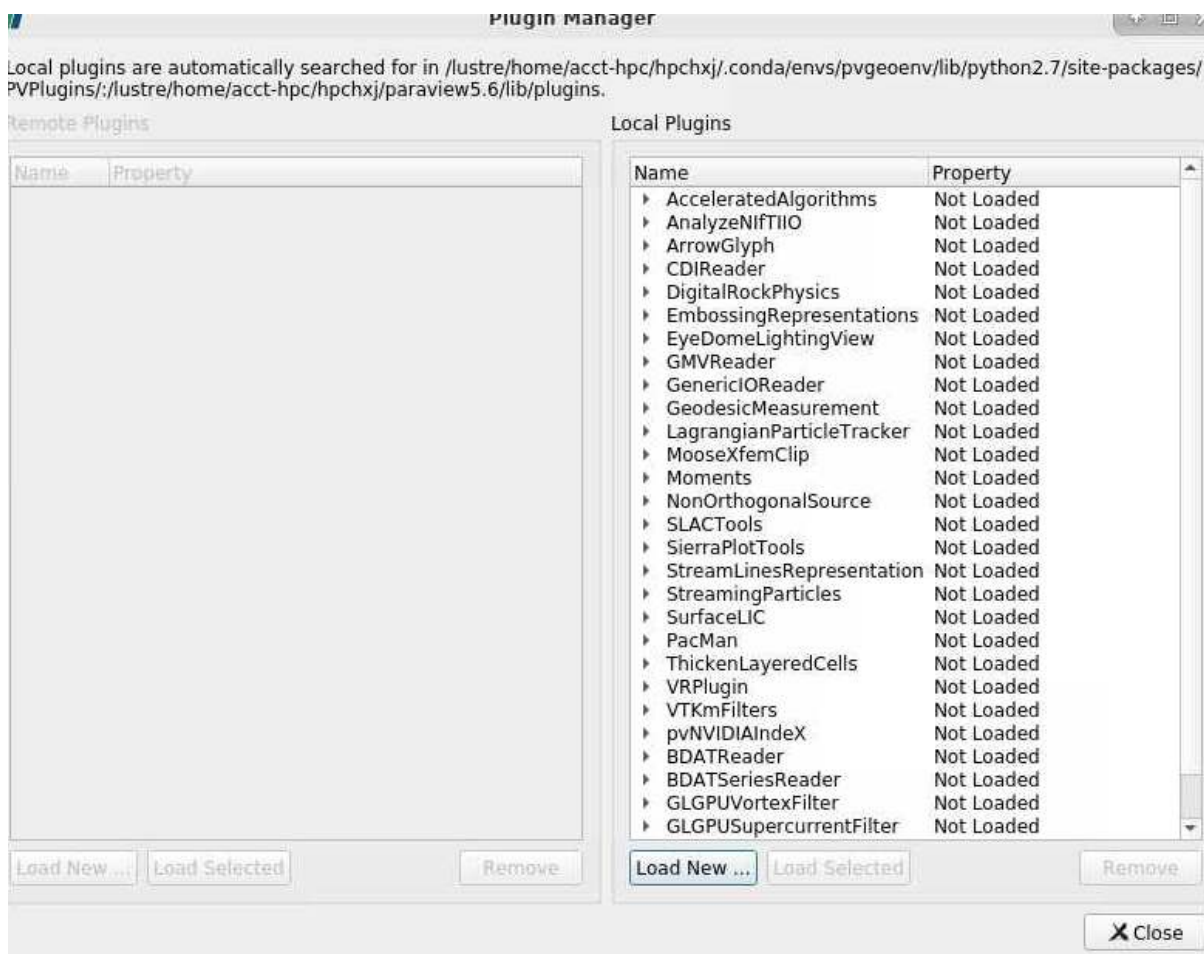 Plugin Manager
Local plugins are automatically searched for in /lustre/home/acct-hpc/hpchxj/.conda/envs/pvgeoenv/lib/python2.7/site-packages/
PVPlugins/:/lustre/home/acct-hpc/hpchxj/paraview5.6/lib/plugins.
Remote Plugins
Name Property
Load New ... Load Selected Remove
Local Plugins
Name Property
AcceleratedAlgorithms Not Loaded
AnalyzeNIfTIIO Not Loaded
ArrowGlyph Not Loaded
CDIReader Not Loaded
DigitalRockPhysics Not Loaded
EmbossingRepresentations Not Loaded
EyeDomeLightingView Not Loaded
GMVReader Not Loaded
GenericIOReader Not Loaded
GeodesicMeasurement Not Loaded
LagrangianParticleTracker Not Loaded
MooseXfemClip Not Loaded
Moments Not Loaded
NonOrthogonalSource Not Loaded
SLACTools Not Loaded
SierraPlotTools Not Loaded
StreamLinesRepresentation Not Loaded
StreamingParticles Not Loaded
SurfaceLIC Not Loaded
PacMan Not Loaded
ThickenLayeredCells Not Loaded
VRPlugin Not Loaded
VTKmFilters Not Loaded
pvNVIDIAIndeX Not Loaded
BDATReader Not Loaded
BDATSeriesReader Not Loaded
GLGPUVortexFilter Not Loaded
GLGPUSupercurrentFilter Not Loaded
Load New ... Load Selected Remove
Close